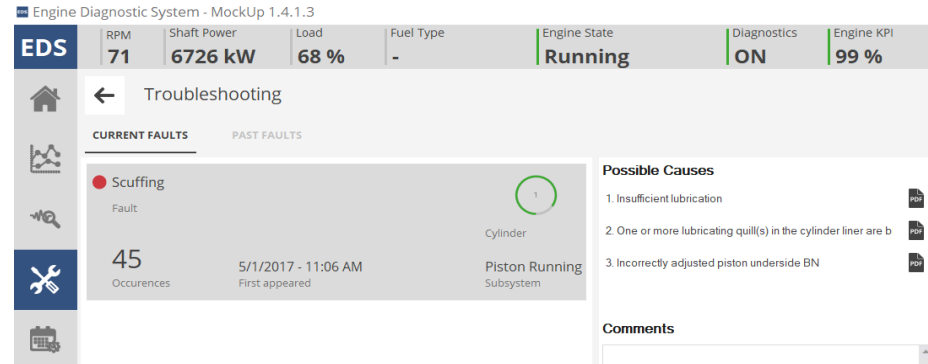 Engine Diagnostic System - MockUp 1.4.1.3
EDS
RPM
71
Shaft Power
6726 kW
Load
68 %
Fuel Type
-
Engine State
Running
Diagnostics
ON
Engine KPI
99 %
Troubleshooting
CURRENT FAULTS
PAST FAULTS
Scuffing
Fault
1
Cylinder
45
Occurences
5/1/2017 - 11:06 AM
First appeared
Piston Running
Subsystem
Possible Causes
1. Insufficient lubrication
PDF
2. One or more lubricating quill(s) in the cylinder liner are b
PDF
3. Incorrectly adjusted piston underside BN
PDF
Comments